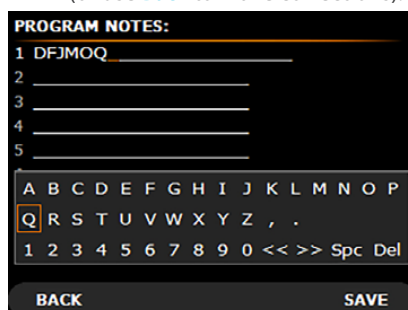 PROGRAM NOTES:
1 DFJMOQ_
2
3
4
5
A B C D E F G H I J K L M N O P
Q R S T U V W X Y Z , .
1 2 3 4 5 6 7 8 9 0 << >> Spc Del
BACK SAVE